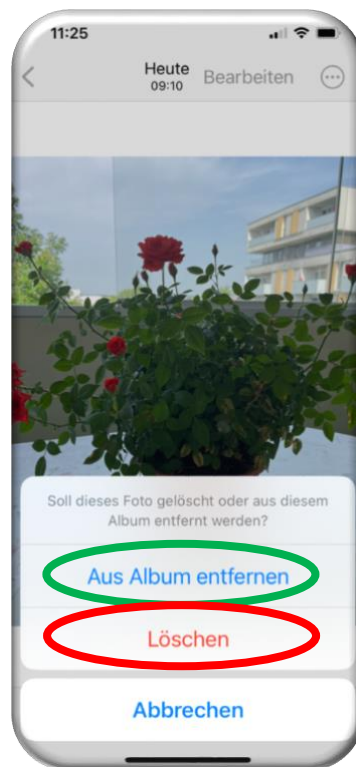 11:25
Heute
09:10
Bearbeiten
Soll dieses Foto gelöscht oder aus diesem
Album entfernt werden?
Aus Album entfernen
Löschen
Abbrechen